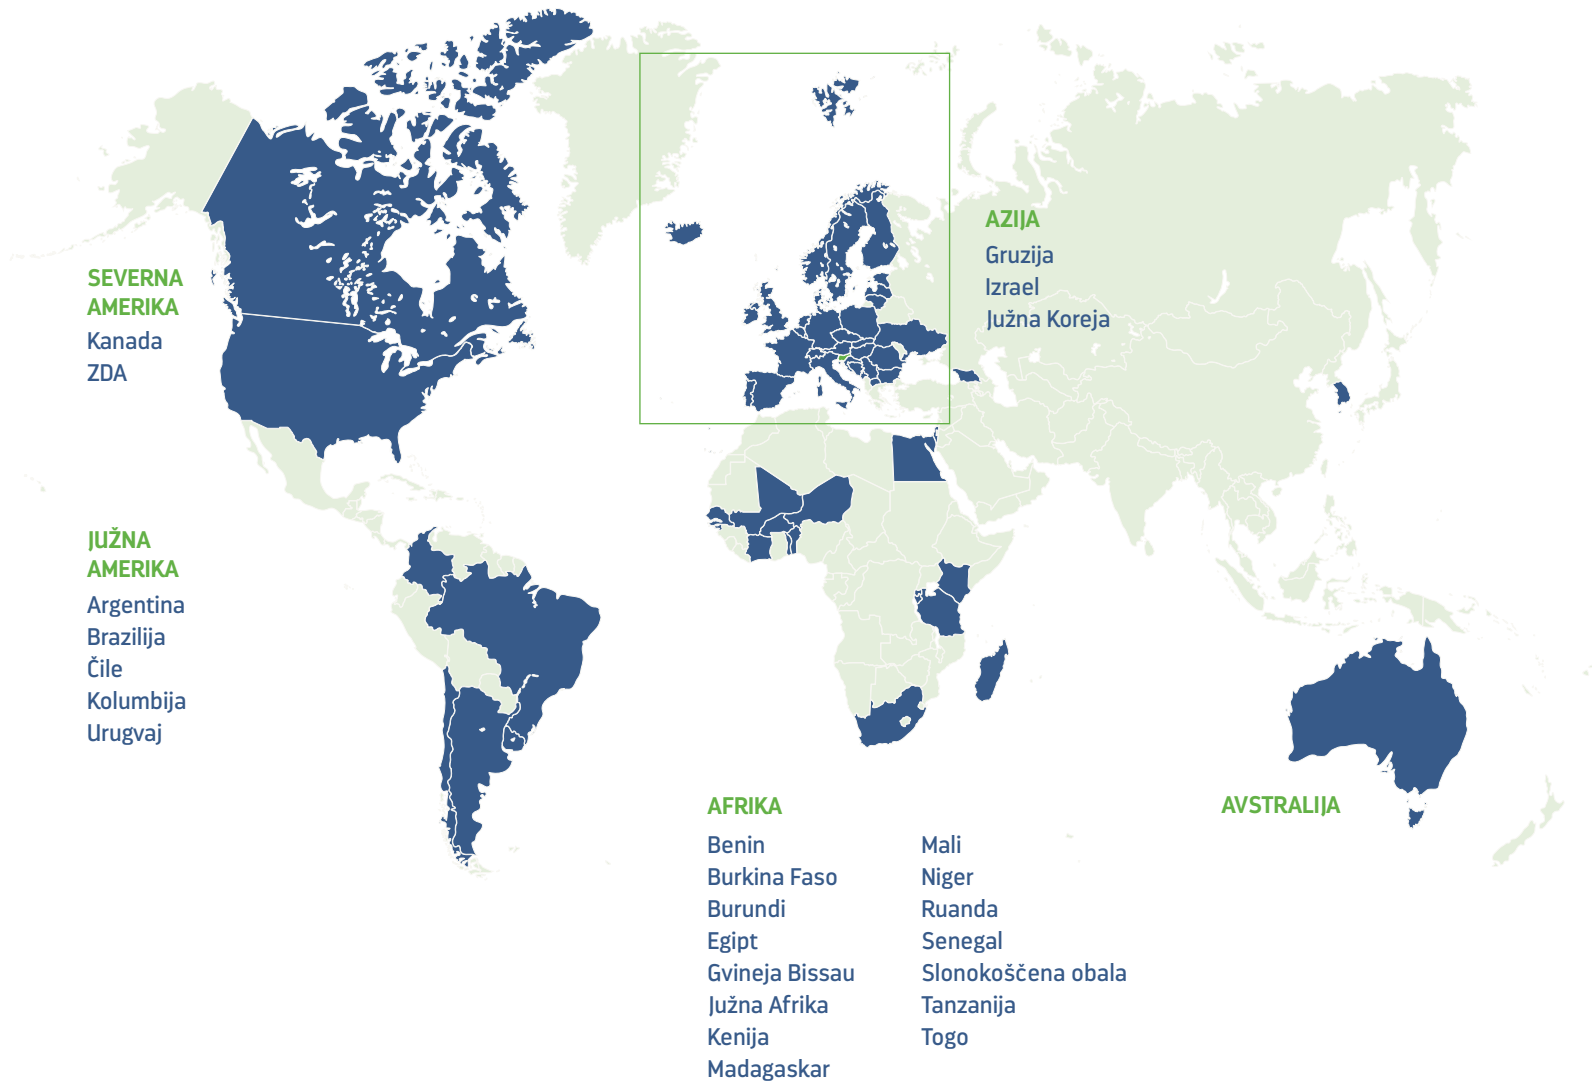 SEVERNA
AMERIKA
Kanada
ZDA
JUŽNA
AMERIKA
Argentina
Brazilija
Čile
Kolumbija
Urugvaj
AZIJA
Gruzija
Izrael
Južna Koreja
AFRIKA
Benin
Burkina Faso
Burundi
Egipt
Gvineja Bissau
Južna Afrika
Kenija
Madagaskar
Mali
Niger
Ruanda
Senegal
Slonokoščena obala
Tanzanija
Togo
AVSTRALIJA